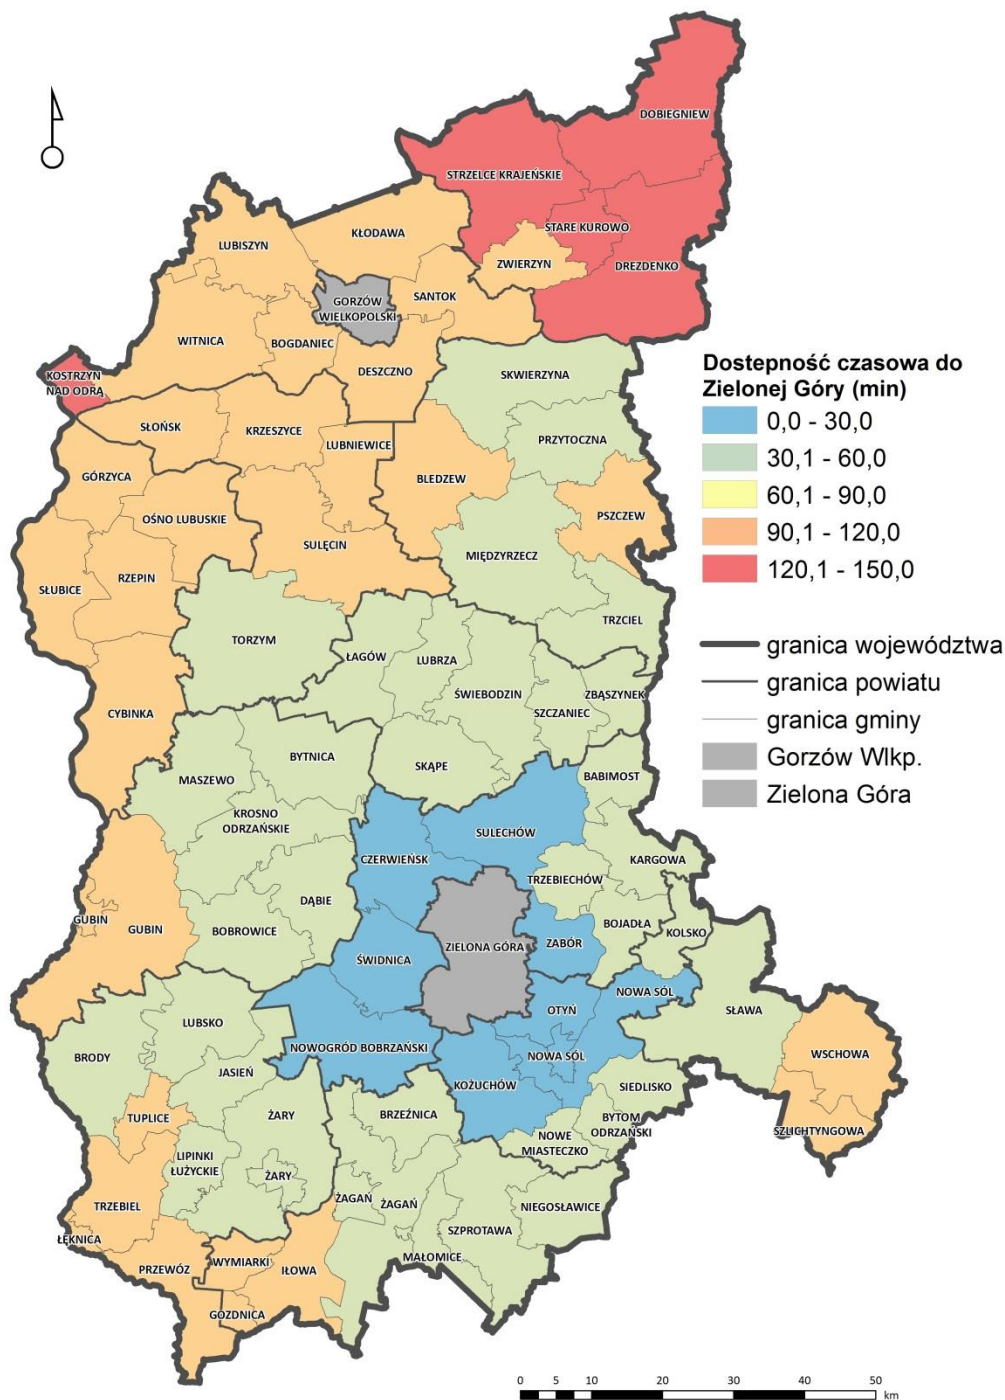 DOBIEGNIEW
STRZELCE KRAJEŃSKIE
STARE KUROWO
KŁODAWA
LUBISZYN
ZWIERZYN
DREZDENKO
SANTOK
GORZÓW
WIELKOPOLSKI
WITNICA
BOGDANIEC
DESZCZNO
SKWIERZYNA
KOSTRZYN
NAD ODRĄ
SŁOŃSK
KRZESZYCE
LUBNIEWICE
PRZYTOCZNA
GÓRZYCA
BLEDZEW
OŚNO LUBUSKIE
PSZCZEW
SULĘCIN
MIĘDZYRZECZ
RZEPIN
SŁUBICE
TRZCIEL
TORZYM
ŁAGÓW
LUBRZA
ŚWIEBODZIN
ZBĄSZYNEK
SZCZANIEC
CYBINKA
BYTNICA
SKĄPE
MASZEWO
BABIMOST
KROSNO
ODRZAŃSKIE
SULECHÓW
CZERWIEŃSK
KARGOWA
TRZEBIECHÓW
DĄBIE
GUBIN
GUBIN
BOBROWICE
BOJADŁA
KOLSKO
ZIELONA GÓRA
ZABÓR
ŚWIDNICA
NOWA SÓL
OTYŃ
SŁAWA
LUBSKO
NOWOGRÓD BOBRZAŃSKI
NOWA SÓL
WSCHOWA
BRODY
JASIEŃ
KOŻUCHÓW
SIEDLISKO
TUPLICE
ŻARY
BRZEŹNICA
BYTOM
ODRZAŃSKI
SZLICHTYNGOWA
NOWE
MIASTECZKO
LIPINKI
ŁUŻYCKIE
ŻARY
ŻAGAŃ
ŻAGAŃ
NIEGOSŁAWICE
TRZEBIEL
SZPROTAWA
ŁĘKNICA
MAŁOMICE
PRZEWÓZ
WYMIARKI
IŁOWA
GOZDNICA
Dostepność czasowa do
Zielonej Góry (min)
0,0 - 30,0
30,1 - 60,0
60,1 - 90,0
90,1 - 120,0
120,1 - 150,0
granica województwa
granica powiatu
granica gminy
Gorzów Wlkp.
Zielona Góra
0 5 10 20 30 40 50
km